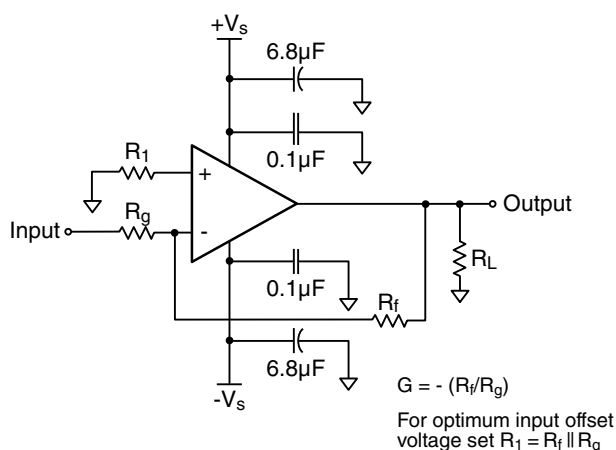 +Vs
6.8µF
0.1µF
R1
+
Rg
Input
-
Output
RL
0.1µF
Rf
6.8µF
-Vs
G = - (Rf/Rg)
For optimum input offset
voltage set R1 = Rf || Rg